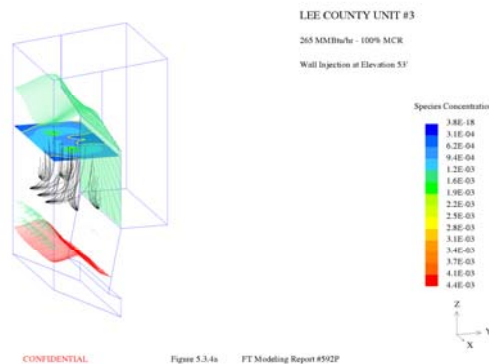 LEE COUNTY UNIT #3
265 MMBtu/hr - 100% MCR
Wall Injection at Elevation 53'
Species Concentration
3.8E-18
3.1E-04
6.2E-04
9.4E-04
1.2E-03
1.6E-03
1.9E-03
2.2E-03
2.5E-03
2.8E-03
3.1E-03
3.4E-03
3.7E-03
4.1E-03
4.4E-03
Z
Y
X
CONFIDENTIAL Figure 5.3.4a FT Modeling Report #592P